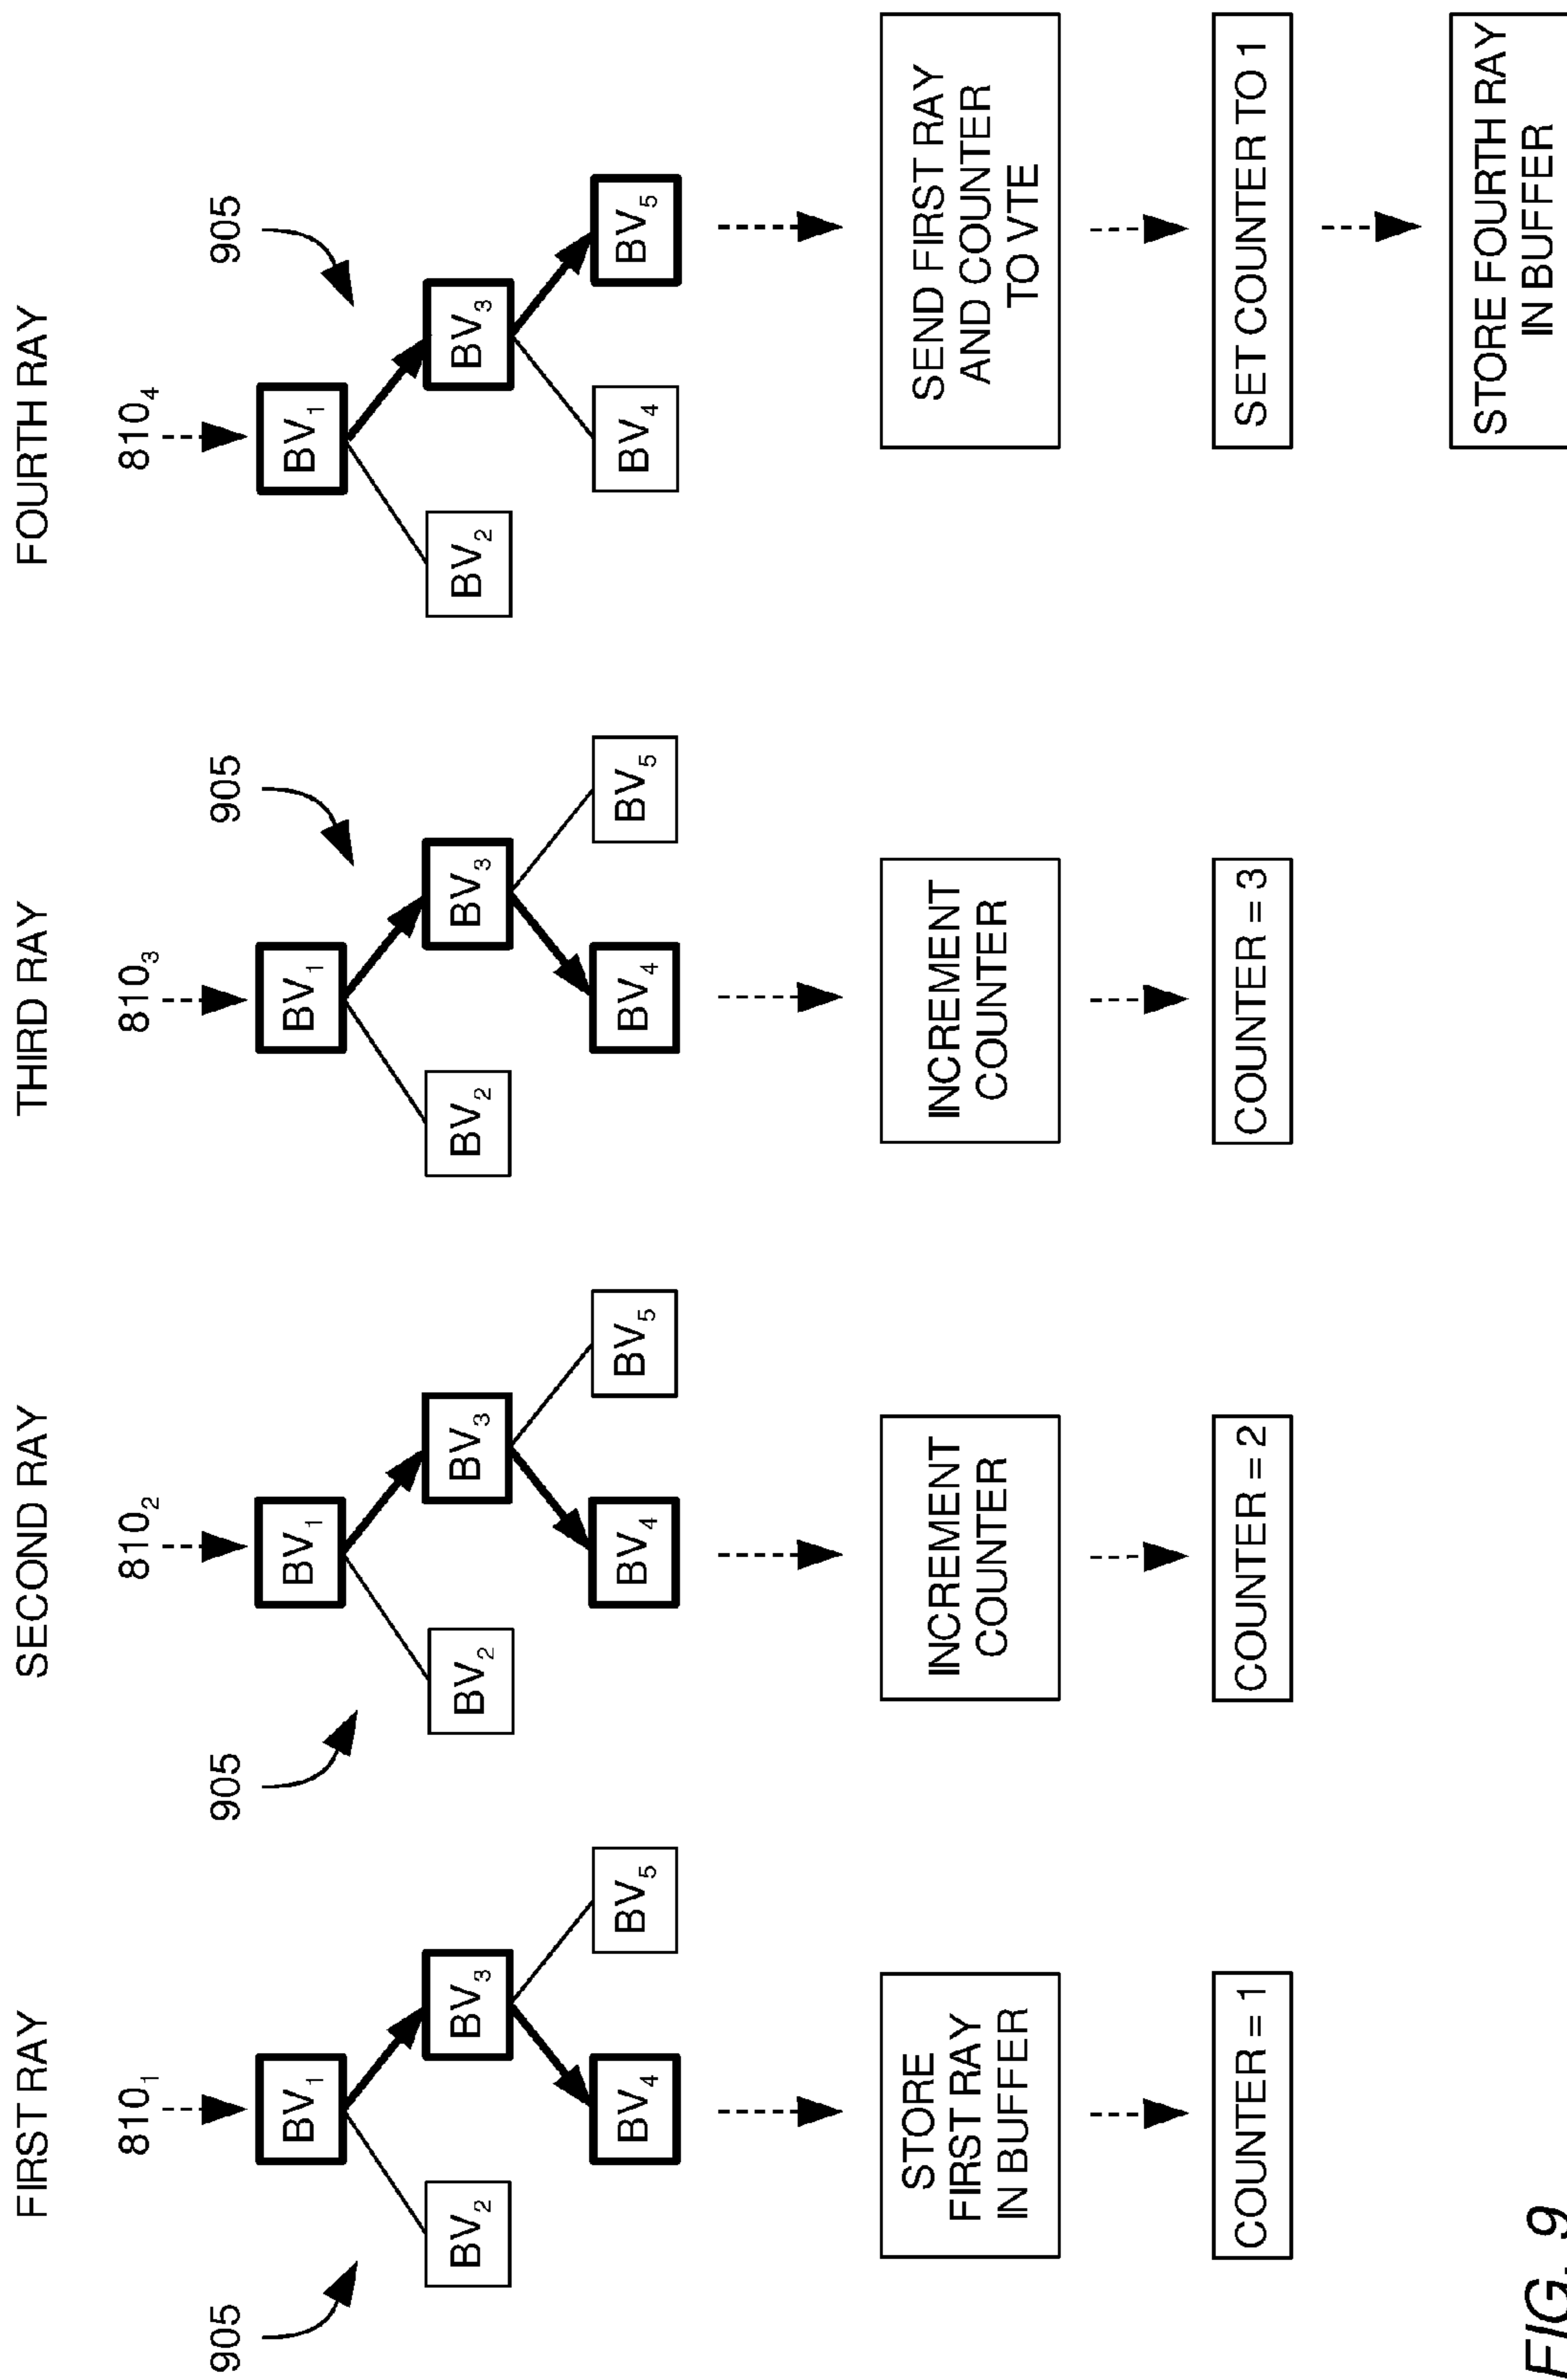 FIRST RAY
810₁
905
BV₁
BV₂
BV₃
BV₄
BV₅
STORE
FIRST RAY
IN BUFFER
COUNTER = 1
SECOND RAY
810₂
905
BV₁
BV₂
BV₃
BV₄
BV₅
INCREMENT
COUNTER
COUNTER = 2
THIRD RAY
810₃
905
BV₁
BV₂
BV₃
BV₄
BV₅
INCREMENT
COUNTER
COUNTER = 3
FOURTH RAY
810₄
905
BV₁
BV₂
BV₃
BV₄
BV₅
SEND FIRST RAY
AND COUNTER
TO VTE
SET COUNTER TO 1
STORE FOURTH RAY
IN BUFFER
FIG. 9